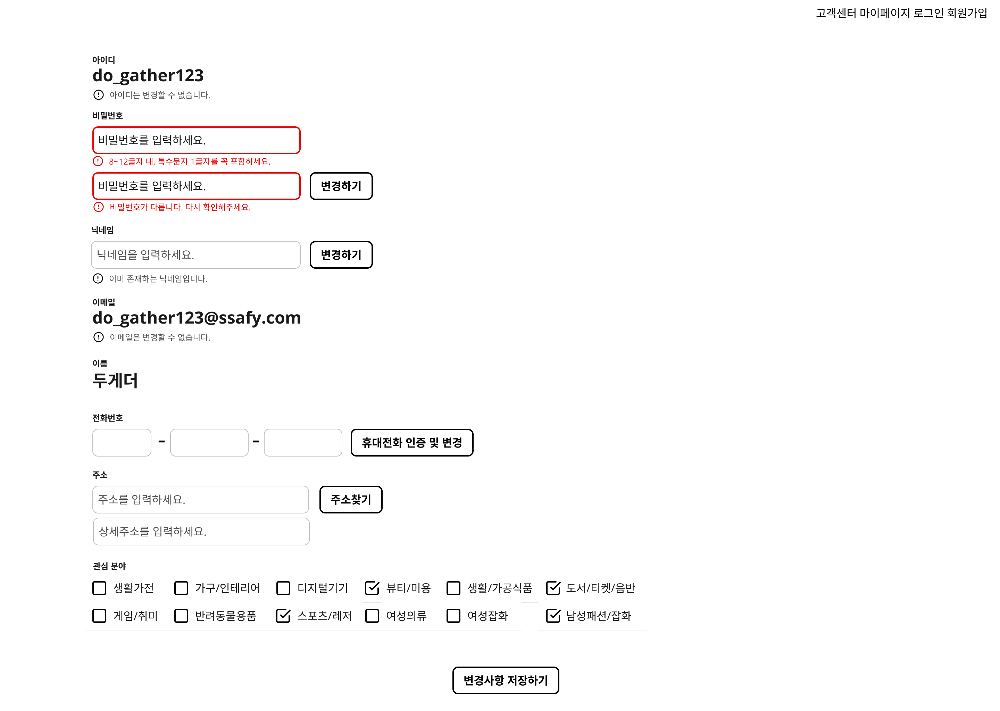 고객센터 마이페이지 로그인 회원가입
아이디
do_gather123
아이디는 변경할 수 없습니다.
비밀번호
비밀번호를 입력하세요.
8~12글자 내, 특수문자 1글자를 꼭 포함하세요.
비밀번호를 입력하세요. 변경하기
비밀번호가 다릅니다. 다시 확인해주세요.
닉네임
닉네임을 입력하세요. 변경하기
이미 존재하는 닉네임입니다.
이메일
do_gather123@ssafy.com
이메일은 변경할 수 없습니다.
이름
두게더
전화번호
- - 휴대전화 인증 및 변경
주소
주소를 입력하세요. 주소찾기
상세주소를 입력하세요.
관심 분야
생활가전 가구/인테리어 디지털기기 뷰티/미용 생활/가공식품 도서/티켓/음반
게임/취미 반려동물용품 스포츠/레저 여성의류 여성잡화 남성패션/잡화
변경사항 저장하기